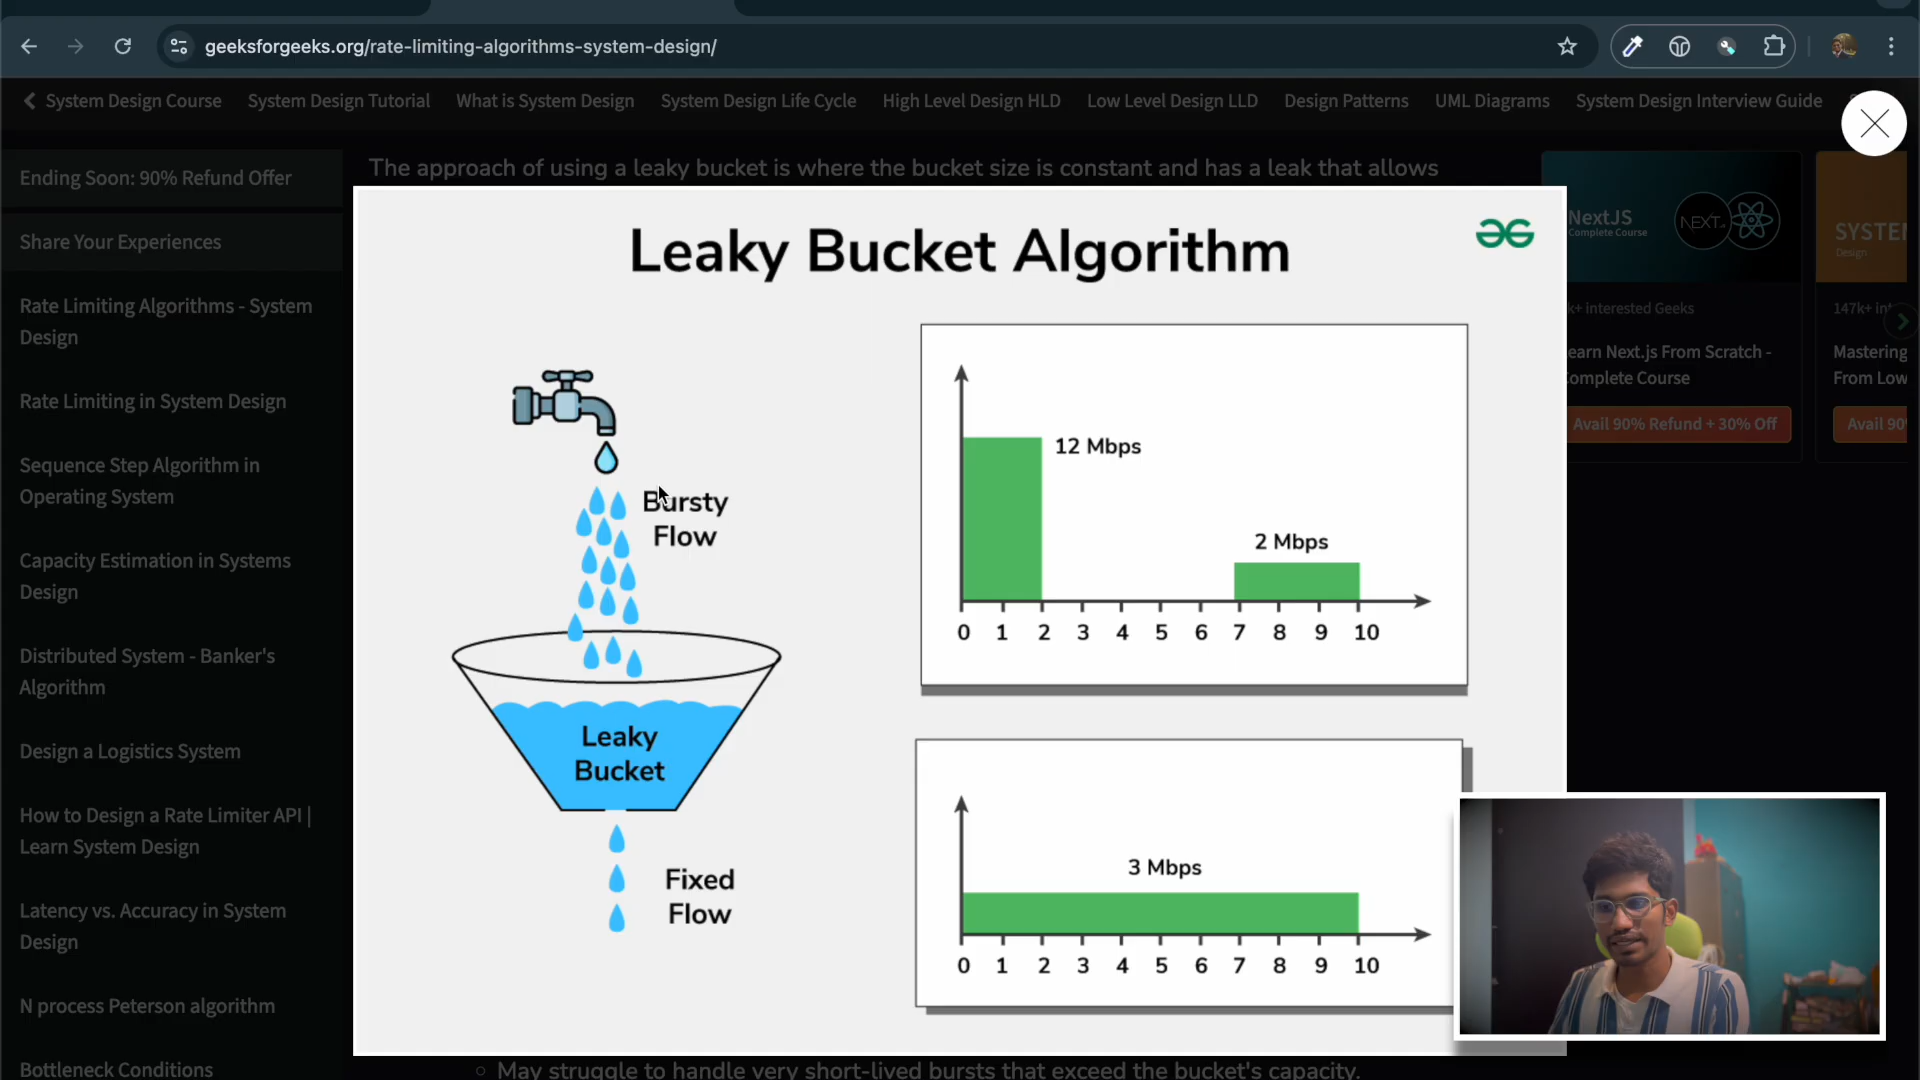 geeksforgeeks.org/rate-limiting-algorithms-system-design/
System Design Course System Design Tutorial What is System Design System Design Life Cycle High Level Design HLD Low Level Design LLD Design Patterns UML Diagrams System Design Interview Guide
Ending Soon: 90% Refund Offer
Share Your Experiences
Rate Limiting Algorithms - System
Design
Rate Limiting in System Design
Sequence Step Algorithm in
Operating System
Capacity Estimation in Systems
Design
Distributed System - Banker's
Algorithm
Design a Logistics System
How to Design a Rate Limiter API |
Learn System Design
Latency vs. Accuracy in System
Design
N process Peterson algorithm
Bottleneck Conditions
The approach of using a leaky bucket is where the bucket size is constant and has a leak that allows
Leaky Bucket Algorithm
Bursty
Flow
Leaky
Bucket
Fixed
Flow
12 Mbps
2 Mbps
0 1 2 3 4 5 6 7 8 9 10
3 Mbps
0 1 2 3 4 5 6 7 8 9 10
May struggle to handle very short-lived bursts that exceed the bucket's capacity.
NextJS
Complete Course
NEXT
k+ interested Geeks
earn Next.js From Scratch -
omplete Course
Avail 90% Refund + 30% Off
SYSTE
Design
147k+ in
Mastering
From Low
Avail 90